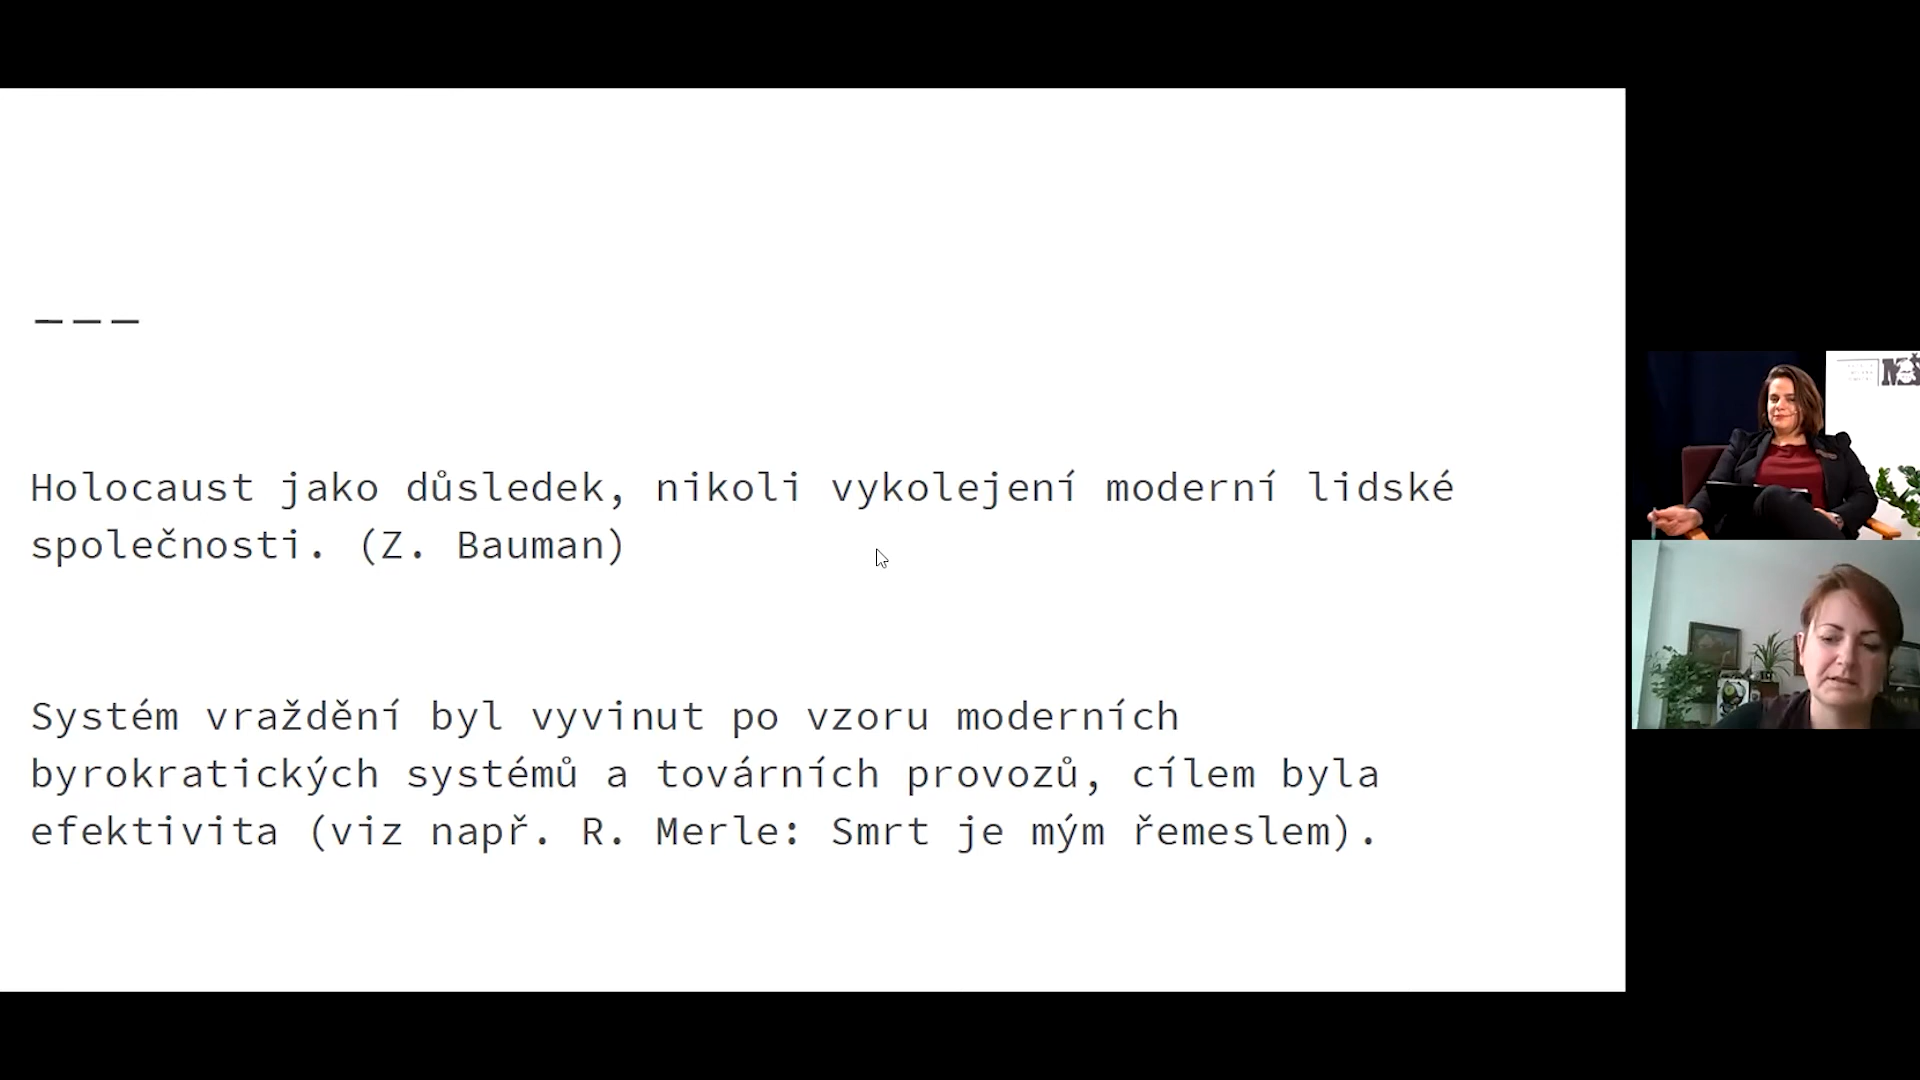 ———
Holocaust jako důsledek, nikoli vykolejení moderní lidské
společnosti. (Z. Bauman)
Systém vraždění byl vyvinut po vzoru moderních
byrokratických systémů a továrních provozů, cílem byla
efektivita (viz např. R. Merle: Smrt je mým řemeslem).